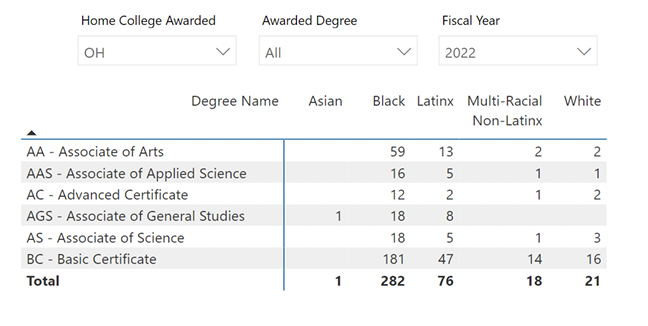 Home College Awarded Awarded Degree Fiscal Year
OH All 2022
Degree Name Asian Black Latinx Multi-Racial White
Non-Latinx
AA - Associate of Arts 59 13 2 2
AAS - Associate of Applied Science 16 5 1 1
AC - Advanced Certificate 12 2 1 2
AGS - Associate of General Studies 1 18 8
AS - Associate of Science 18 5 1 3
BC - Basic Certificate 181 47 14 16
Total 1 282 76 18 21